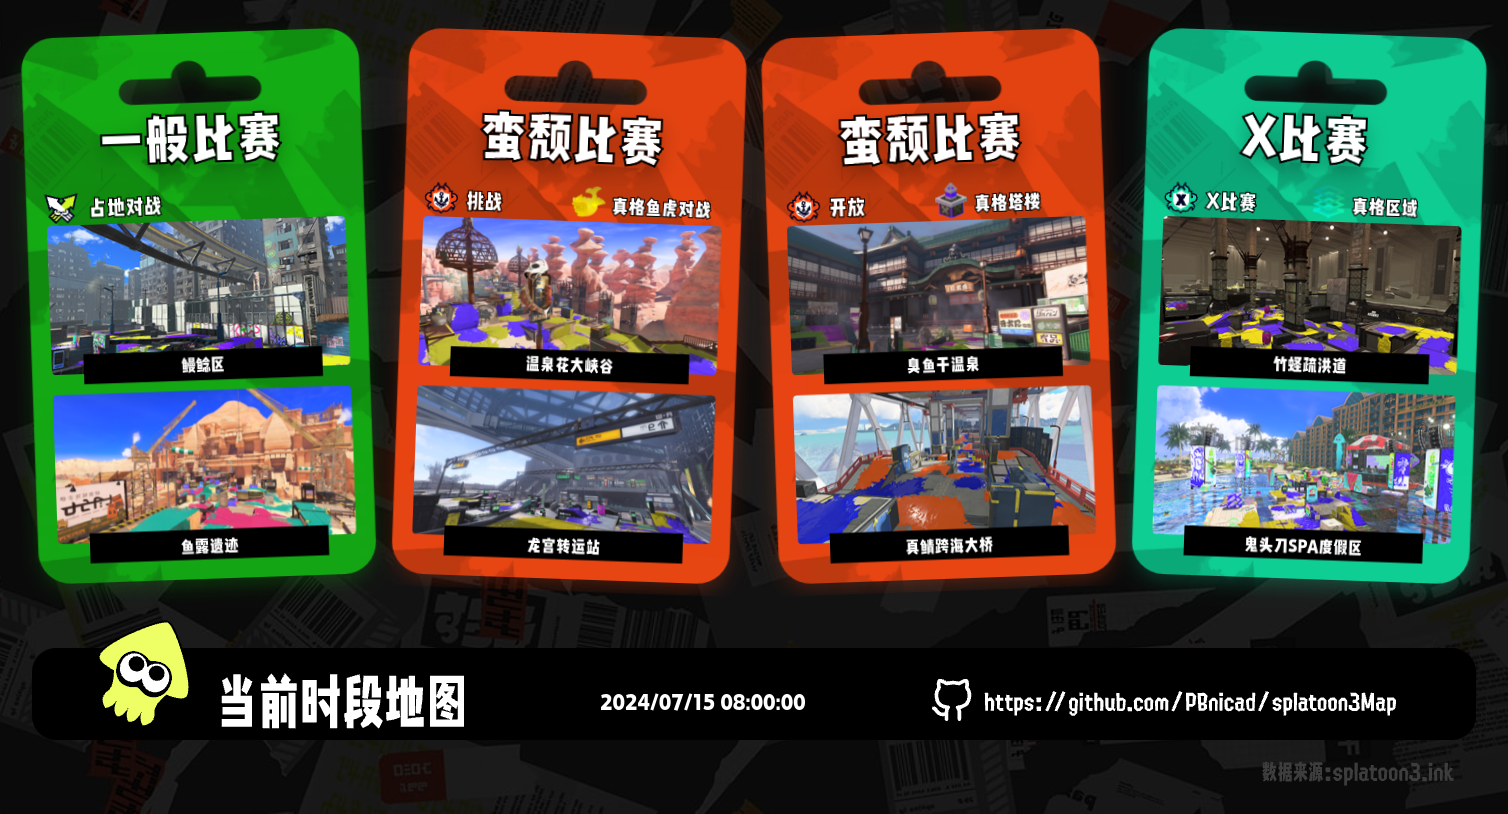 一般比赛
占地对战
鳗鲶区
鱼露遗迹
蛮颓比赛
挑战
真格鱼虎对战
温泉花大峡谷
龙宫转运站
蛮颓比赛
开放
真格塔楼
臭鱼干温泉
真鲭跨海大桥
X比赛
X比赛
真格区域
竹蛏疏洪道
鬼头刀SPA度假区
当前时段地图
2024/07/15 08:00:00
https://github.com/PBnicad/splatoon3Map
数据来源:splatoon3.ink